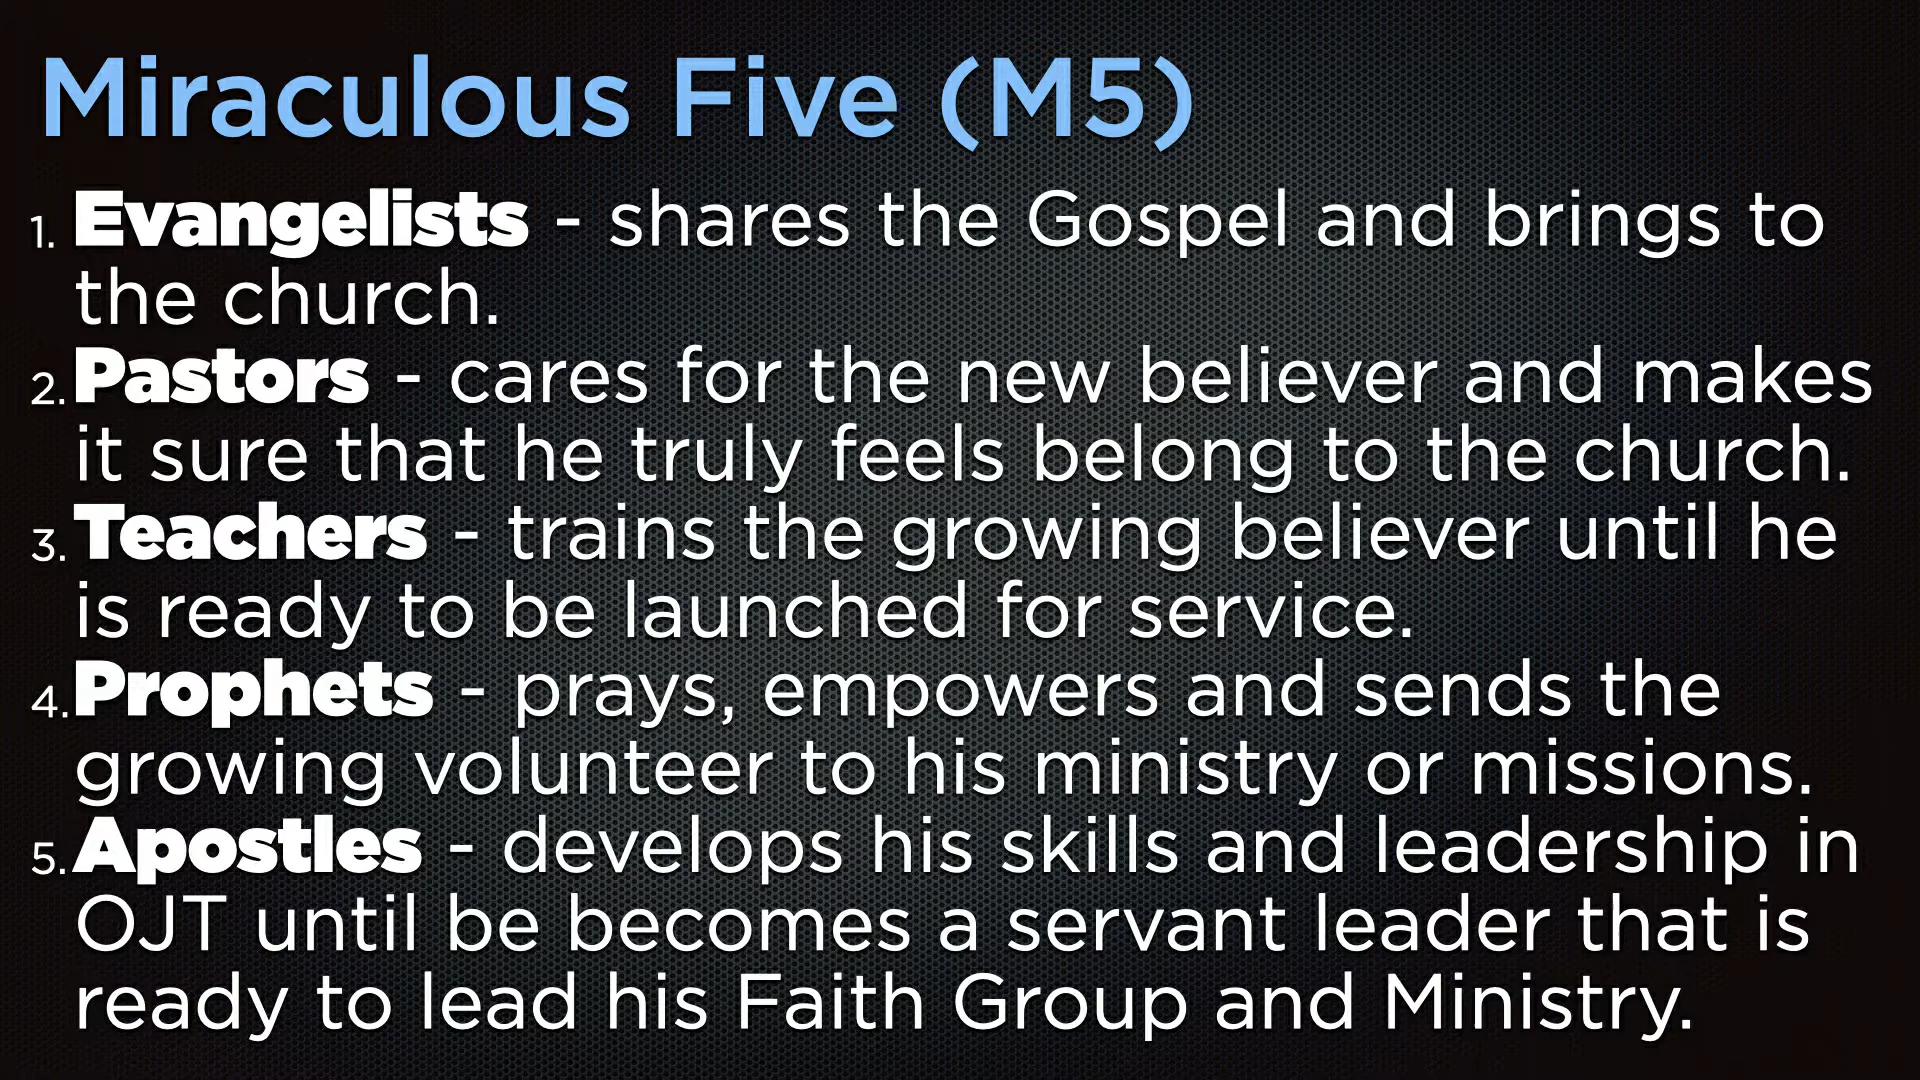 Miraculous Five (M5)
1. Evangelists - shares the Gospel and brings to
the church.
2. Pastors - cares for the new believer and makes
it sure that he truly feels belong to the church.
3. Teachers - trains the growing believer until he
is ready to be launched for service.
4. Prophets - prays, empowers and sends the
growing volunteer to his ministry or missions.
5. Apostles - develops his skills and leadership in
OJT until be becomes a servant leader that is
ready to lead his Faith Group and Ministry.